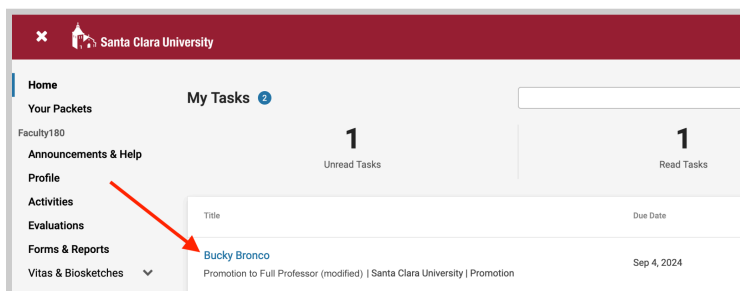 Santa Clara University
Home
Your Packets
Faculty180
Announcements & Help
Profile
Activities
Evaluations
Forms & Reports
Vitas & Biosketches
My Tasks 2
1
Unread Tasks
1
Read Tasks
Title
Due Date
Bucky Bronco
Sep 4, 2024
Promotion to Full Professor (modified) | Santa Clara University | Promotion